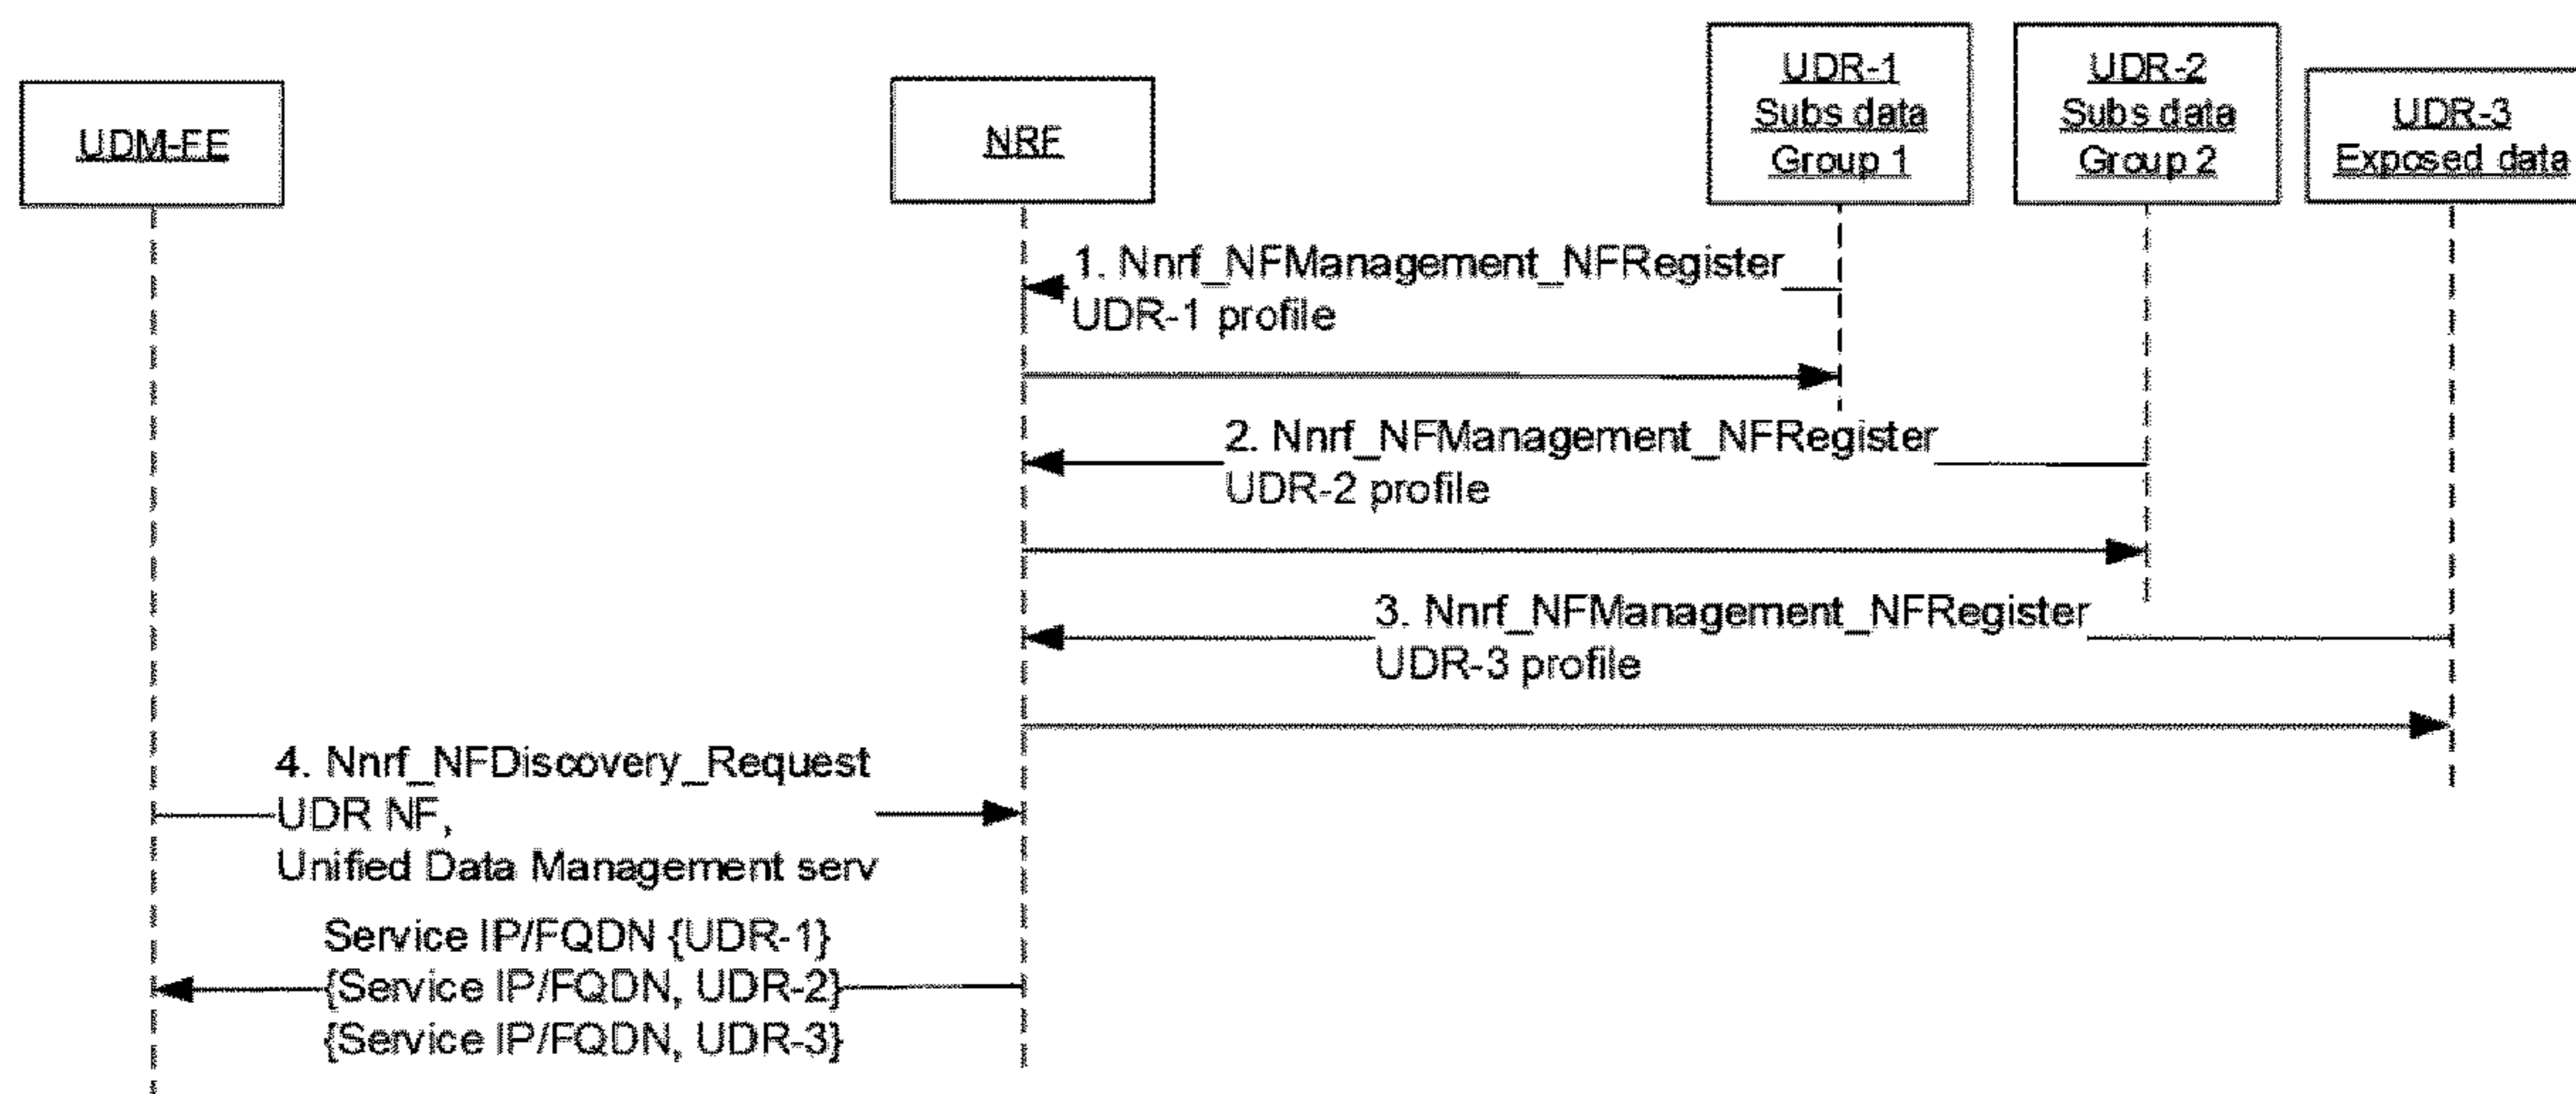 UDM-FE
NRF
UDR-1
Subs data
Group 1
UDR-2
Subs data
Group 2
UDR-3
Exposed data
1. Nnrf_NFManagement_NFRegister
UDR-1 profile
2. Nnrf_NFManagement_NFRegister
UDR-2 profile
3. Nnrf_NFManagement_NFRegister
UDR-3 profile
4. Nnrf_NFDiscovery_Request
UDR NF,
Unified Data Management serv
Service IP/FQDN {UDR-1}
{Service IP/FQDN, UDR-2}
{Service IP/FQDN, UDR-3}